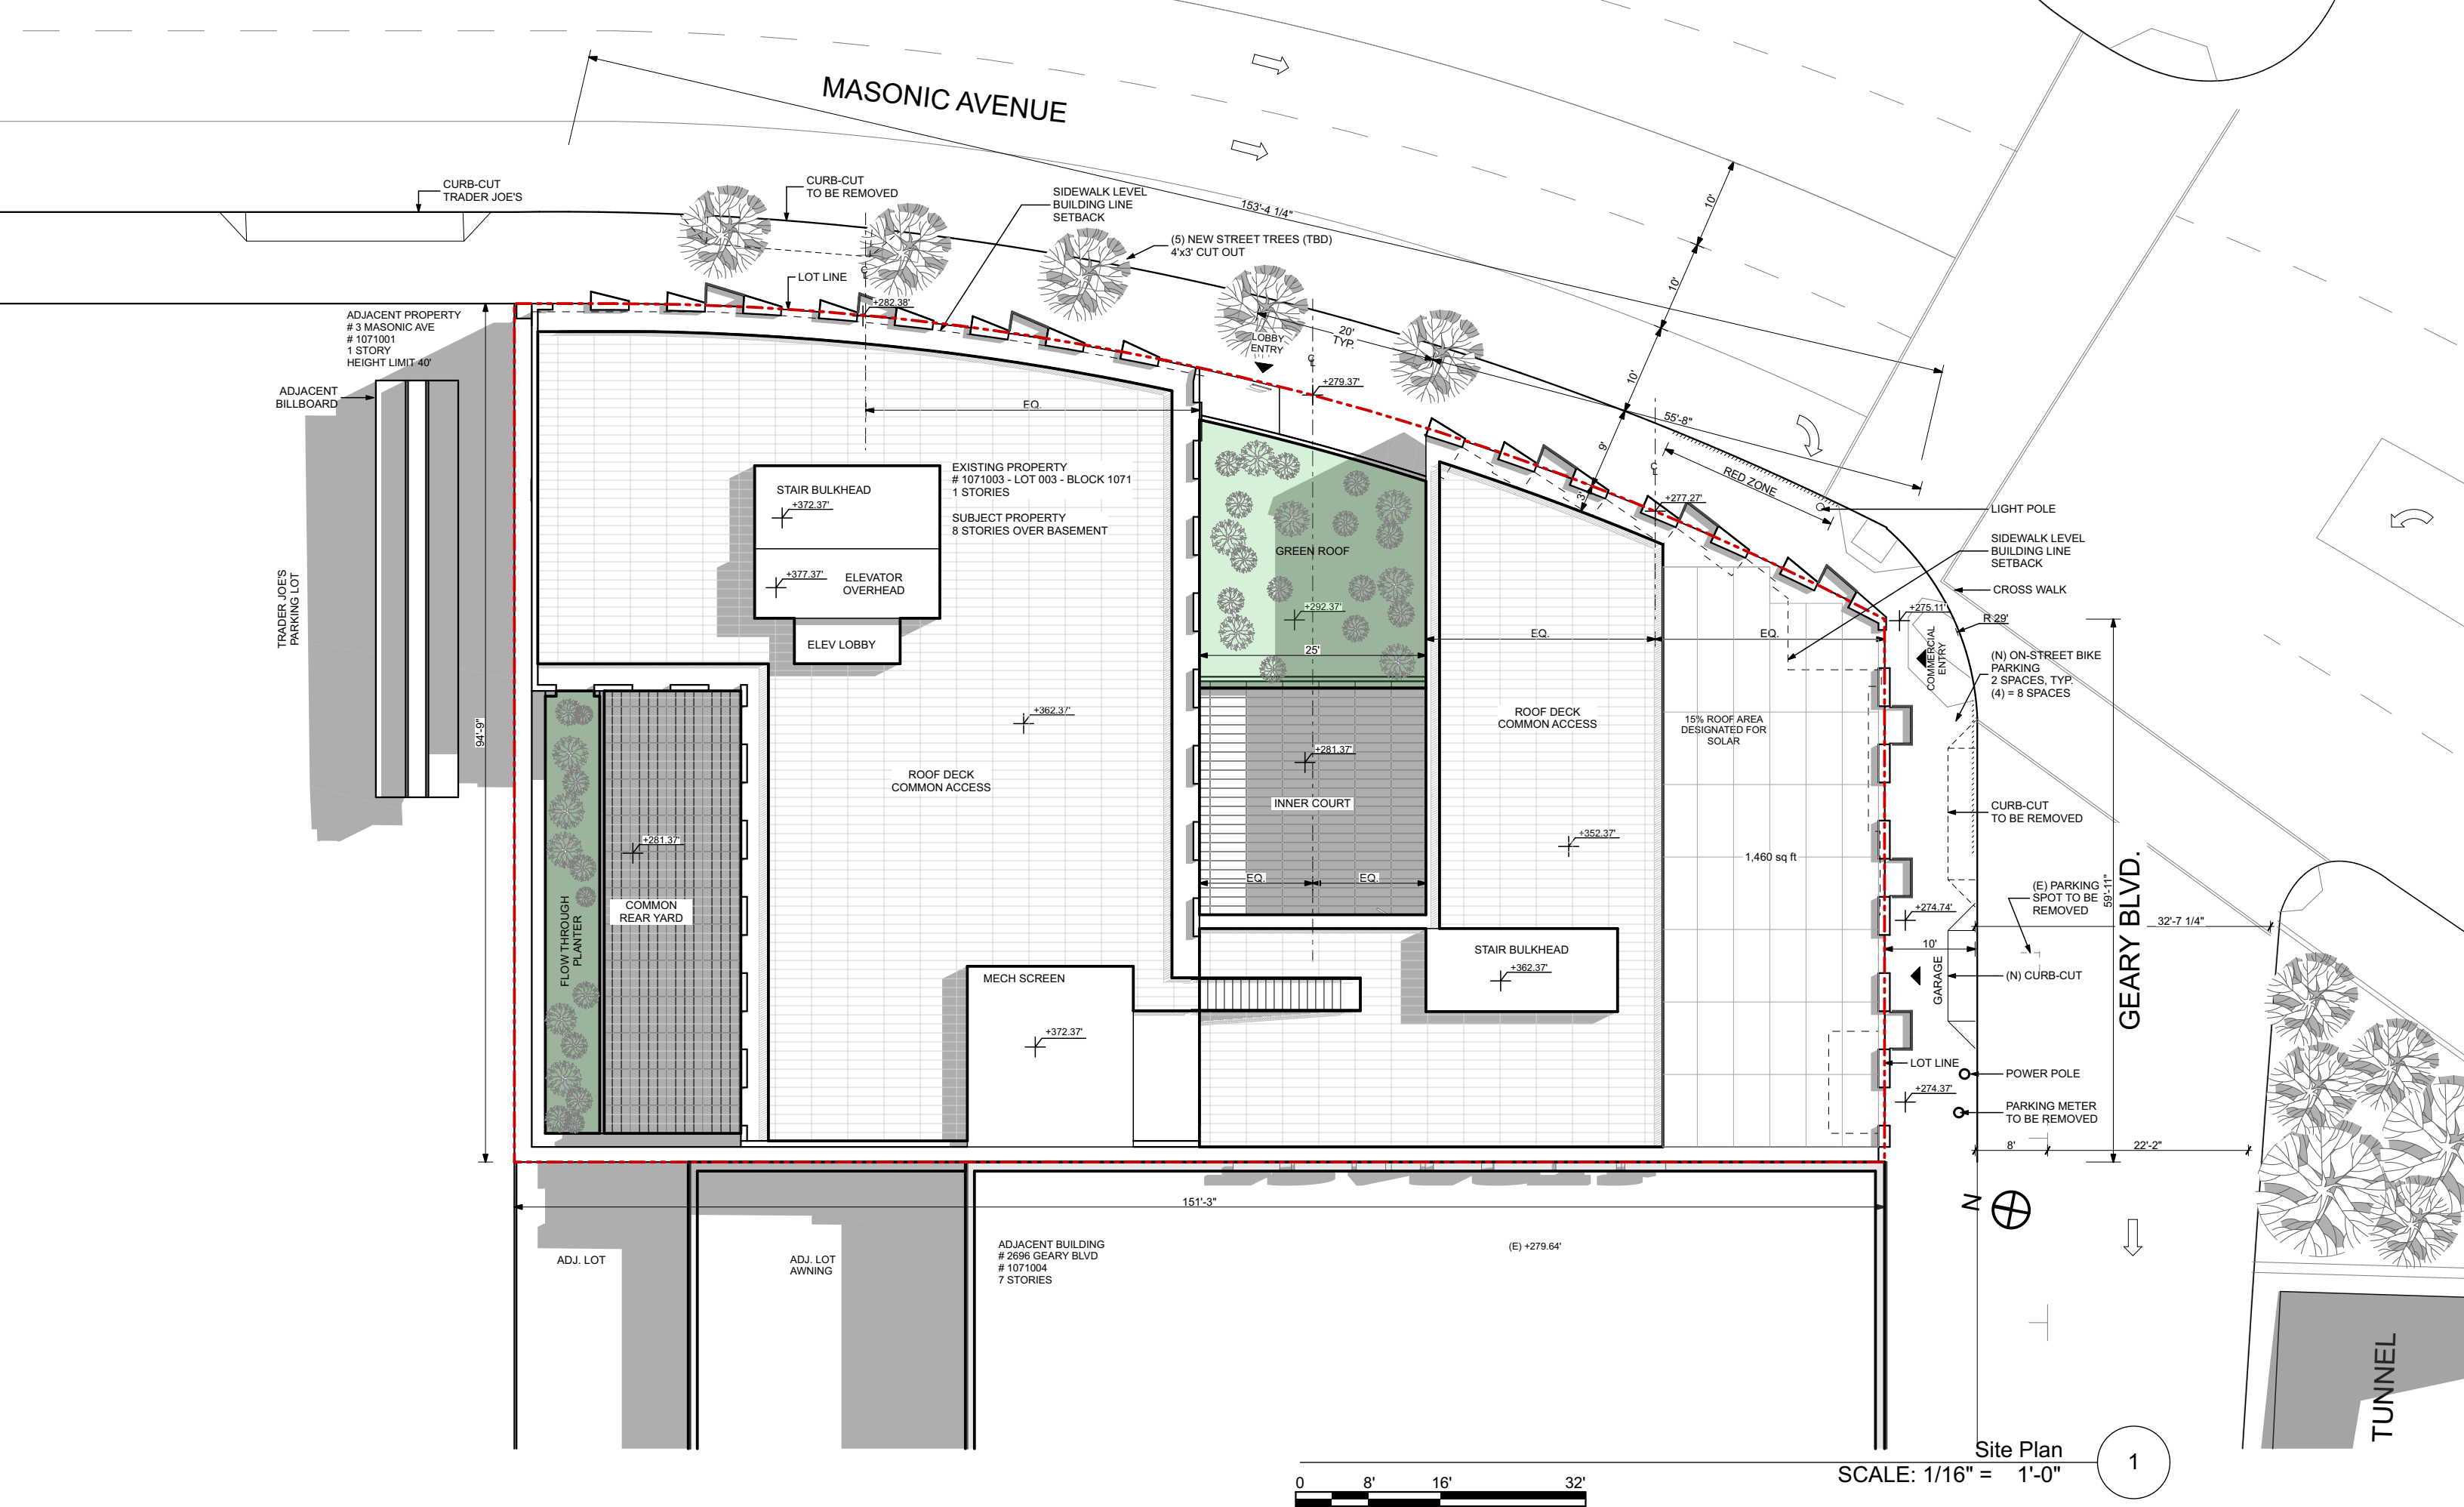 MASONIC AVENUE
153'-4 1/4"
10'
10'
10'
9'
3'
CURB-CUT
TRADER JOE'S
CURB-CUT
TO BE REMOVED
SIDEWALK LEVEL
BUILDING LINE
SETBACK
(5) NEW STREET TREES (TBD)
4'x3' CUT OUT
LOT LINE
+282.38'
ADJACENT PROPERTY
# 3 MASONIC AVE
# 1071001
1 STORY
HEIGHT LIMIT 40'
ADJACENT
BILLBOARD
LOBBY
ENTRY
20'
TYP.
+279.37'
55'-8"
RED ZONE
EQ.
EXISTING PROPERTY
# 1071003 - LOT 003 - BLOCK 1071
1 STORIES
SUBJECT PROPERTY
8 STORIES OVER BASEMENT
STAIR BULKHEAD
+372.37'
+377.37'
ELEVATOR
OVERHEAD
ELEV LOBBY
GREEN ROOF
+292.37'
25'
+277.27'
LIGHT POLE
SIDEWALK LEVEL
BUILDING LINE
SETBACK
CROSS WALK
+275.11'
R 29'
COMMERCIAL
ENTRY
(N) ON-STREET BIKE
PARKING
2 SPACES, TYP.
(4) = 8 SPACES
EQ.
EQ.
TRADER JOE'S
PARKING LOT
94'-9"
+362.37'
ROOF DECK
COMMON ACCESS
+281.37'
INNER COURT
EQ.
EQ.
ROOF DECK
COMMON ACCESS
15% ROOF AREA
DESIGNATED FOR
SOLAR
+352.37'
1,460 sq ft
CURB-CUT
TO BE REMOVED
+281.37'
COMMON
REAR YARD
FLOW THROUGH
PLANTER
(E) PARKING
SPOT TO BE
REMOVED
59'-11"
GEARY BLVD.
32'-7 1/4"
+274.74'
10'
GARAGE
(N) CURB-CUT
STAIR BULKHEAD
+362.37'
MECH SCREEN
+372.37'
LOT LINE
POWER POLE
+274.37'
PARKING METER
TO BE REMOVED
8'
22'-2"
151'-3"
N
ADJ. LOT
ADJ. LOT
AWNING
ADJACENT BUILDING
# 2696 GEARY BLVD
# 1071004
7 STORIES
(E) +279.64'
TUNNEL
Site Plan
1
SCALE: 1/16" = 1'-0"
0 8' 16' 32'